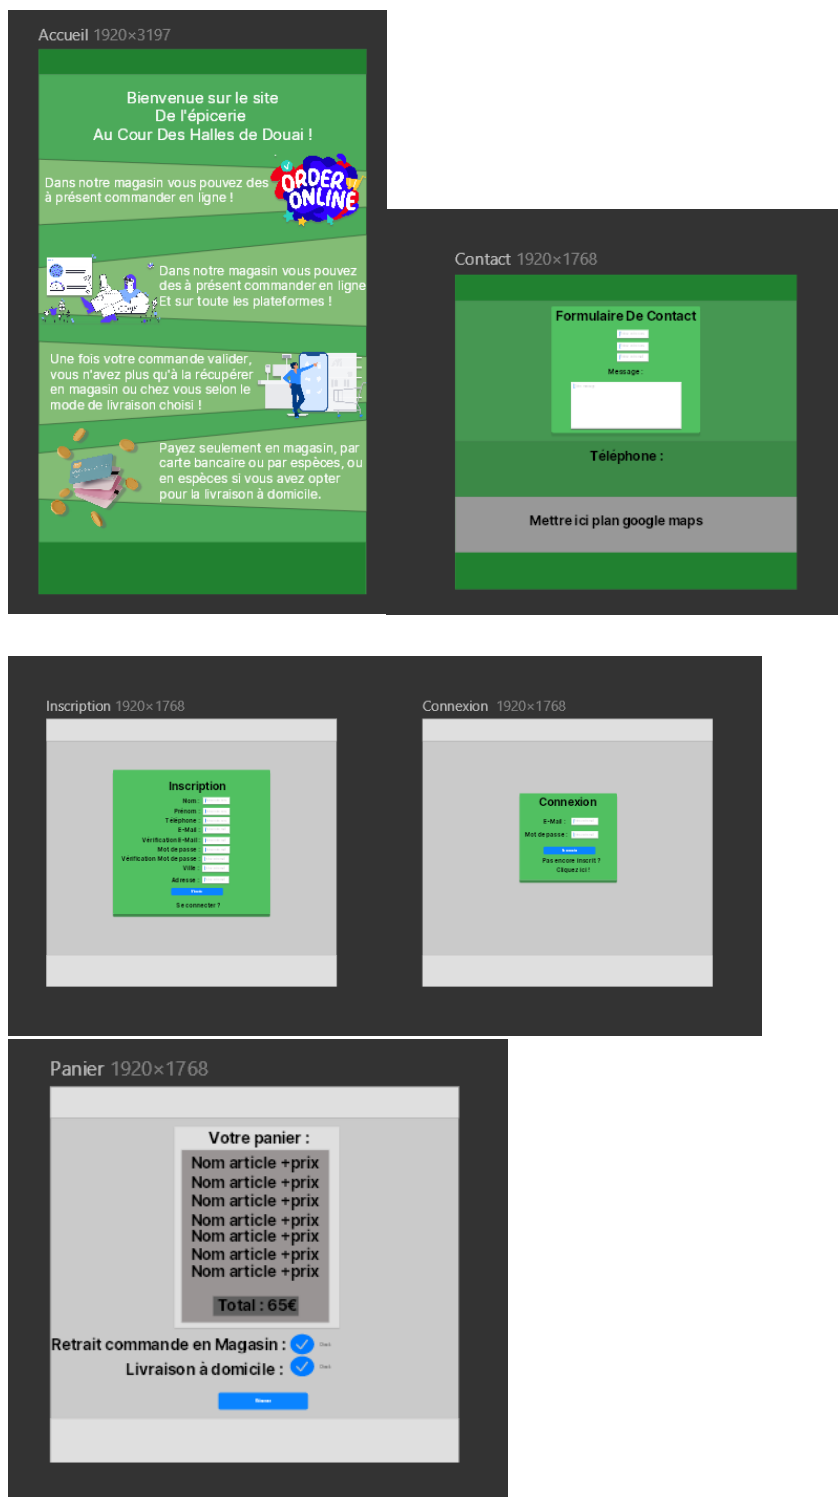 Accueil 1920×3197
Bienvenue sur le site
De l'épicerie
Au Cour Des Halles de Douai !
Dans notre magasin vous pouvez des
à présent commander en ligne !
ORDER
ONLINE
Dans notre magasin vous pouvez
des à présent commander en ligne
Et sur toute les plateformes !
Une fois votre commande valider,
vous n'avez plus qu'à la récupérer
en magasin ou chez vous selon le
mode de livraison choisi !
Payez seulement en magasin, par
carte bancaire ou par espèces, ou
en espèces si vous avez opter
pour la livraison à domicile.
Contact 1920×1768
Formulaire De Contact
Message :
Téléphone :
Mettre ici plan google maps
Inscription 1920×1768
Inscription
Nom :
Prénom :
Téléphone :
E-Mail :
Vérification E-Mail :
Mot de passe :
Vérification Mot de passe :
Ville :
Adresse :
Se connecter ?
Connexion 1920×1768
Connexion
E-Mail :
Mot de passe :
Pas encore inscrit ?
Cliquez ici !
Panier 1920×1768
Votre panier :
Nom article +prix
Nom article +prix
Nom article +prix
Nom article +prix
Nom article +prix
Nom article +prix
Nom article +prix
Total : 65€
Retrait commande en Magasin :
Livraison à domicile :